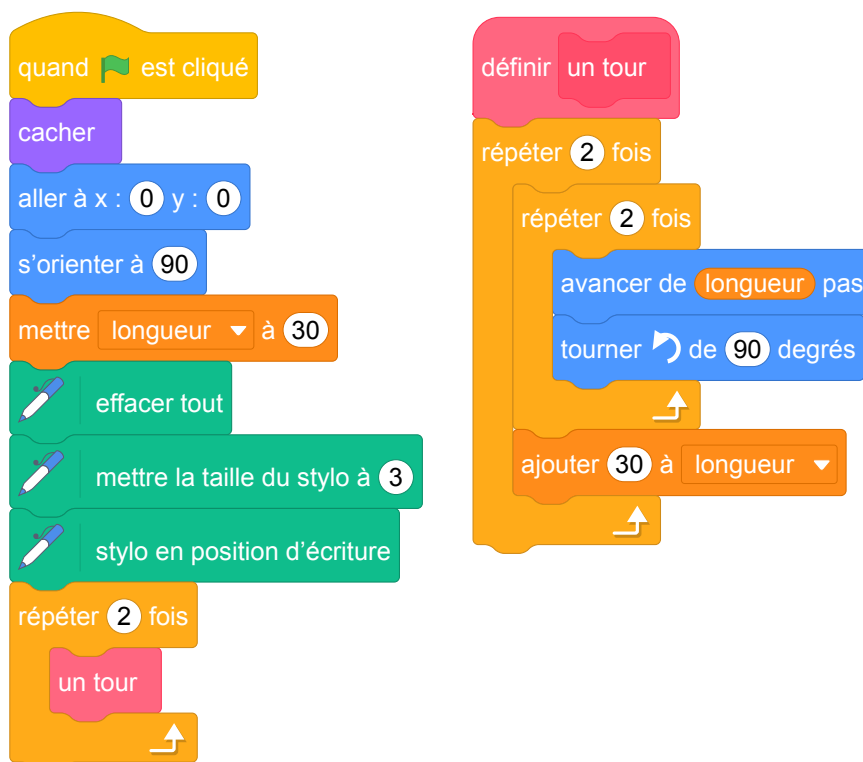 quand est cliqué
cacher
aller à x : 0 y : 0
s’orienter à 90
mettre longueur à 30
effacer tout
mettre la taille du stylo à 3
stylo en position d’écriture
répéter 2 fois
un tour
définir un tour
répéter 2 fois
répéter 2 fois
avancer de longueur pas
tourner de 90 degrés
ajouter 30 à longueur